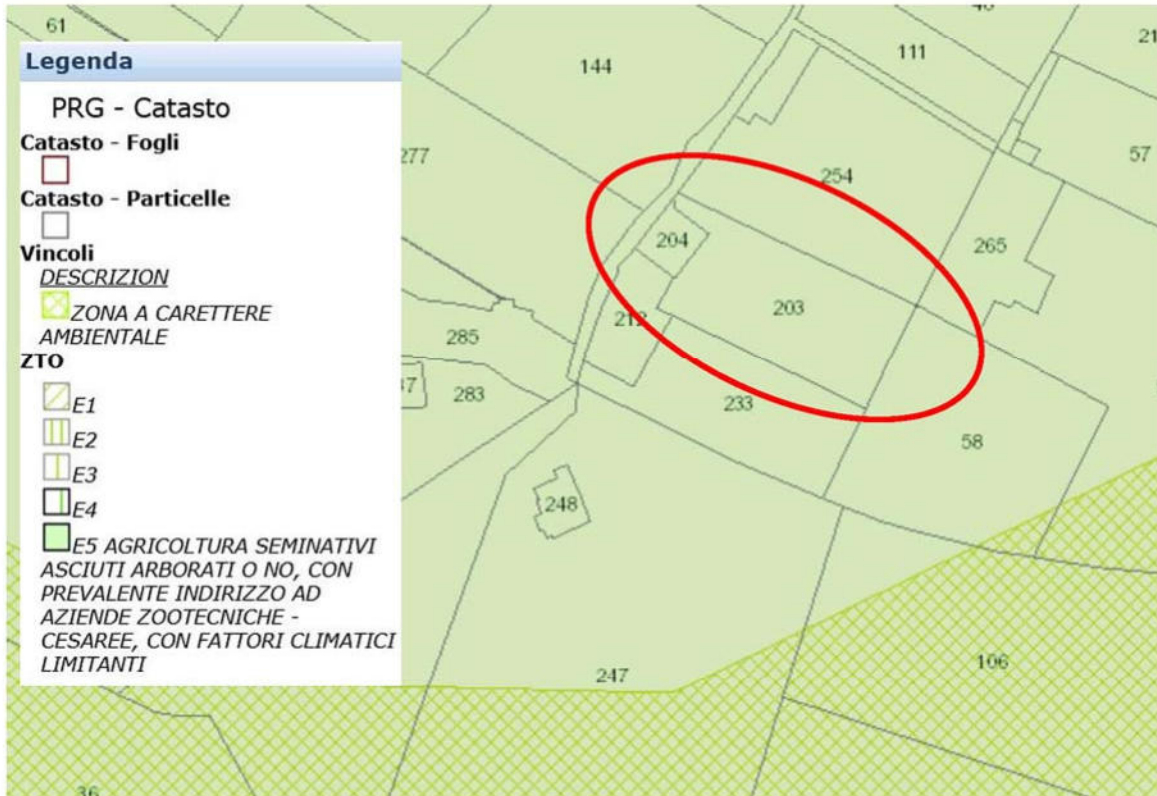 Legenda
PRG - Catasto
Catasto - Fogli
Catasto - Particelle
Vincoli
DESCRIZION
ZONA A CARETTERE
AMBIENTALE
ZTO
E1
E2
E3
E4
E5 AGRICOLTURA SEMINATIVI
ASCIUTI ARBORATI O NO, CON
PREVALENTE INDIRIZZO AD
AZIENDE ZOOTECNICHE -
CESAREE, CON FATTORI CLIMATICI
LIMITANTI
61
144
111
277
57
254
204
265
203
212
285
283
233
58
248
247
106
36